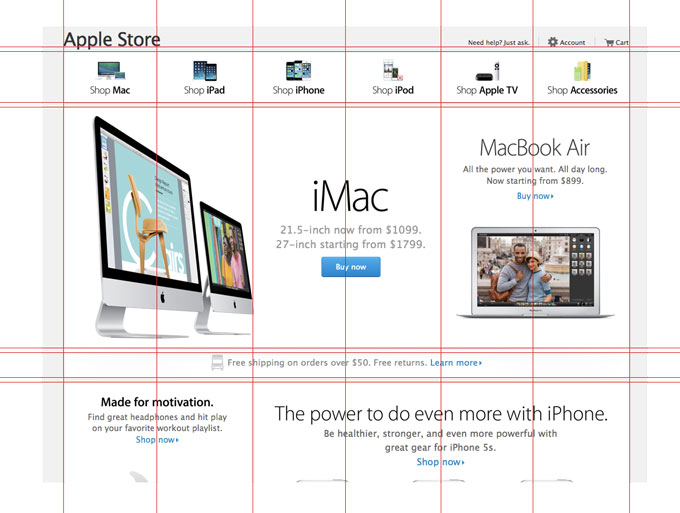 Apple Store
Need help? Just ask.
Account
Cart
Shop Mac
Shop iPad
Shop iPhone
Shop iPod
Shop Apple TV
Shop Accessories
iMac
21.5-inch now from $1099.
27-inch starting from $1799.
Buy now
MacBook Air
All the power you want. All day long.
Now starting from $899.
Buy now
Free shipping on orders over $50. Free returns. Learn more
Made for motivation.
Find great headphones and hit play
on your favorite workout playlist.
Shop now
The power to do even more with iPhone.
Be healthier, stronger, and even more powerful with
great gear for iPhone 5s.
Shop now